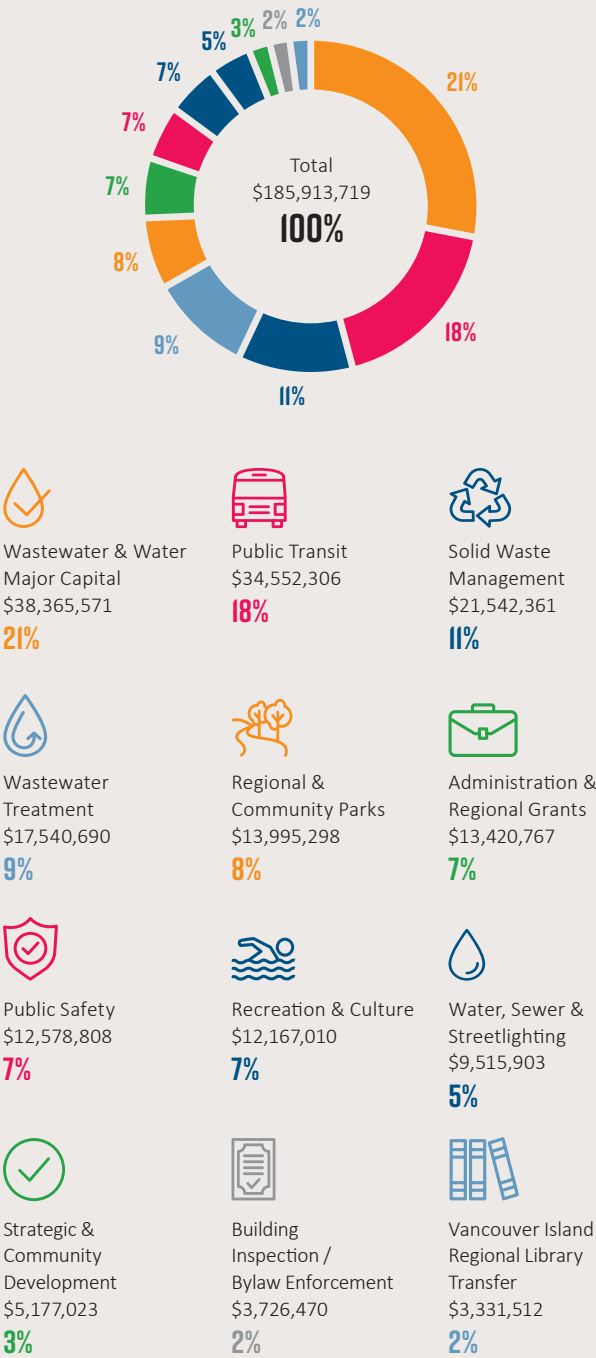 2%
2%
3%
5%
7%
21%
7%
Total
$185,913,719
100%
7%
8%
18%
9%
11%
Wastewater & Water
Major Capital
$38,365,571
21%
Public Transit
$34,552,306
18%
Solid Waste
Management
$21,542,361
11%
Wastewater
Treatment
$17,540,690
9%
Regional &
Community Parks
$13,995,298
8%
Administration &
Regional Grants
$13,420,767
7%
Public Safety
$12,578,808
7%
Recreation & Culture
$12,167,010
7%
Water, Sewer &
Streetlighting
$9,515,903
5%
Strategic &
Community
Development
$5,177,023
3%
Building
Inspection /
Bylaw Enforcement
$3,726,470
2%
Vancouver Island
Regional Library
Transfer
$3,331,512
2%